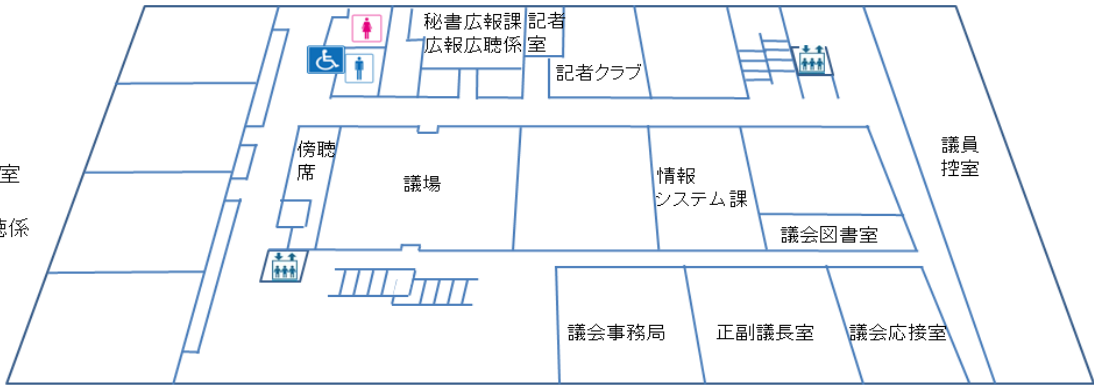 秘書広報課
広報広聴係
記者
室
記者クラブ
議員
控室
傍聴
席
議場
情報
システム課
議会図書室
室
聴係
議会事務局
正副議長室
議会応接室